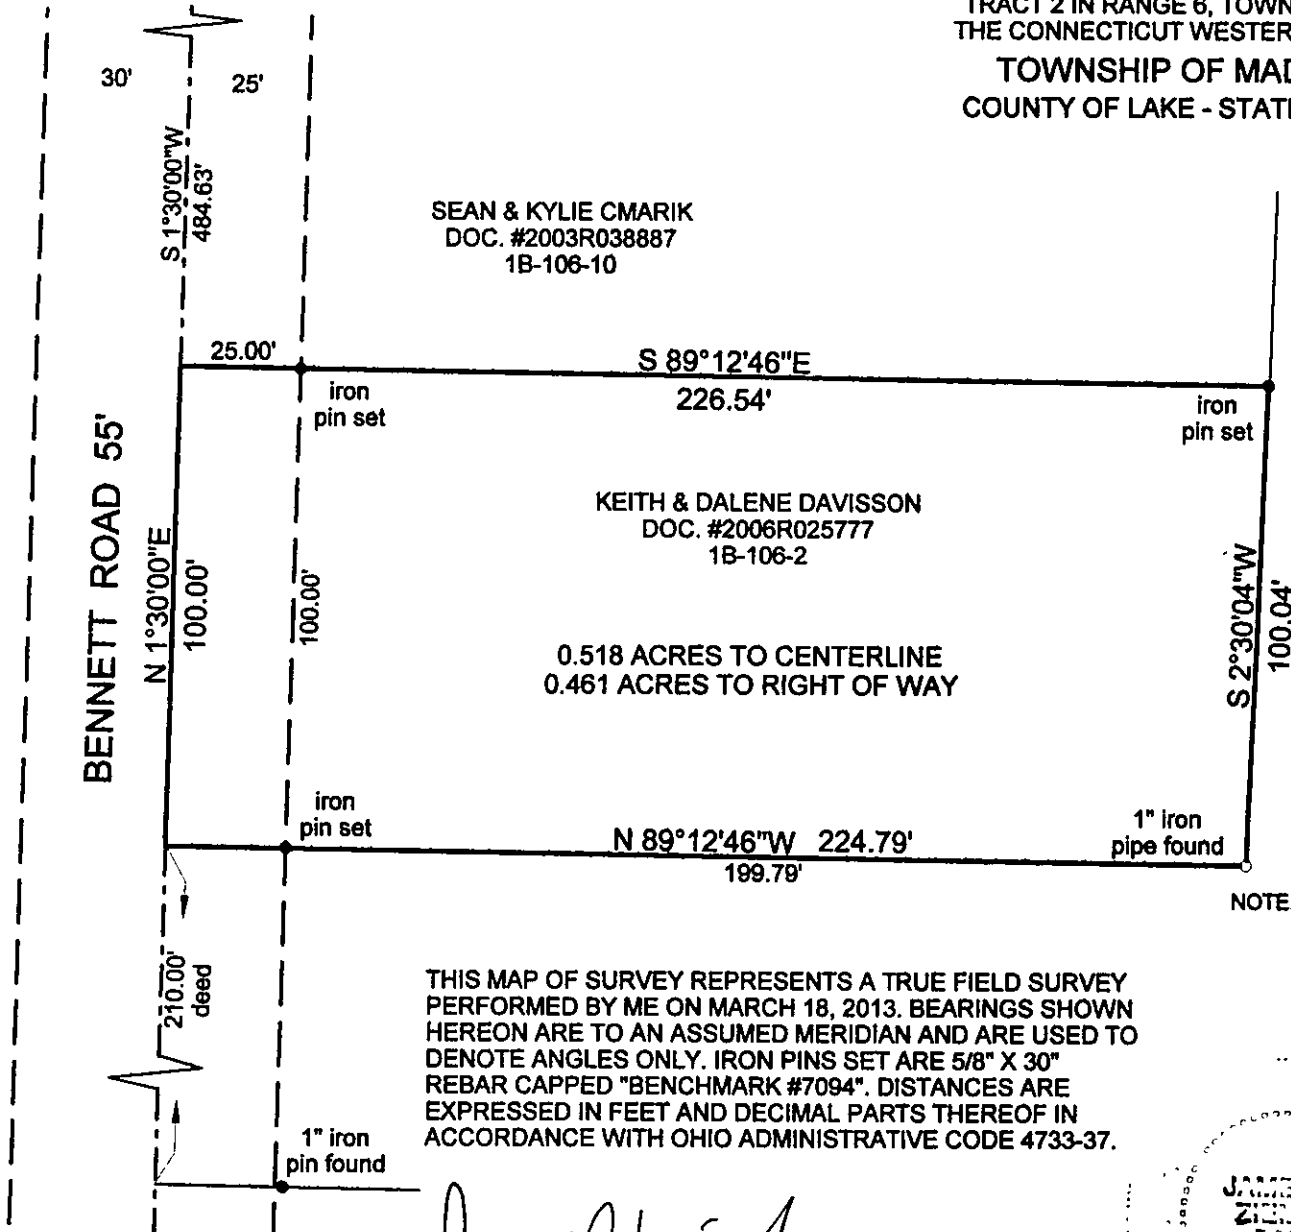 TRACT 2 IN RANGE 6, TOWN
THE CONNECTICUT WESTER
TOWNSHIP OF MAD
COUNTY OF LAKE - STAT
30'
25'
S 1°30'00"W
484.63'
SEAN & KYLIE CMARIK
DOC. #2003R038887
1B-106-10
25.00'
S 89°12'46"E
226.54'
iron
pin set
iron
pin set
BENNETT ROAD 55'
N 1°30'00"E
100.00'
100.00'
KEITH & DALENE DAVISSON
DOC. #2006R025777
1B-106-2
S 2°30'04"W
100.04'
0.518 ACRES TO CENTERLINE
0.461 ACRES TO RIGHT OF WAY
iron
pin set
N 89°12'46"W 224.79'
199.79'
1" iron
pipe found
NOTE
210.00'
deed
THIS MAP OF SURVEY REPRESENTS A TRUE FIELD SURVEY
PERFORMED BY ME ON MARCH 18, 2013. BEARINGS SHOWN
HEREON ARE TO AN ASSUMED MERIDIAN AND ARE USED TO
DENOTE ANGLES ONLY. IRON PINS SET ARE 5/8" X 30"
REBAR CAPPED "BENCHMARK #7094". DISTANCES ARE
EXPRESSED IN FEET AND DECIMAL PARTS THEREOF IN
ACCORDANCE WITH OHIO ADMINISTRATIVE CODE 4733-37.
1" iron
pin found